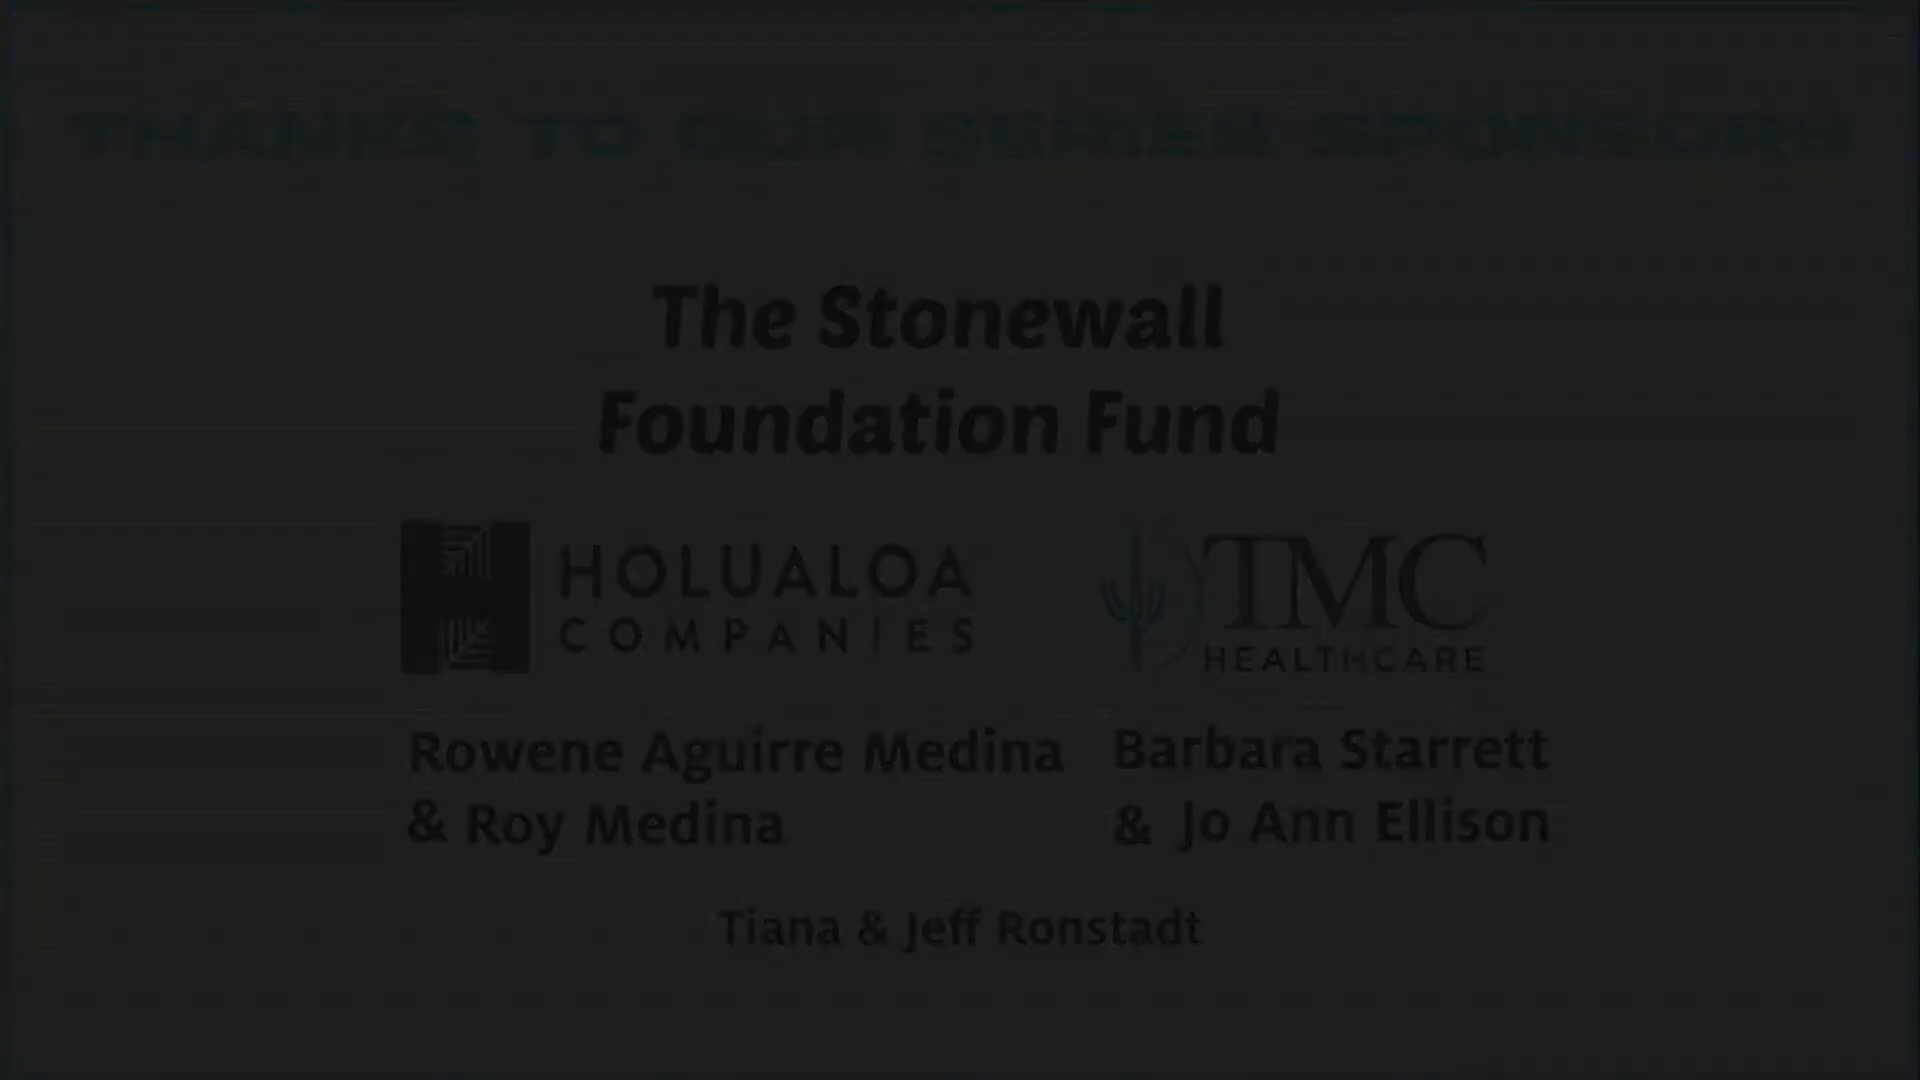 THANKS TO OUR SERIES SPONSORS
The Stonewall
Foundation Fund
HOLUALOA
COMPANIES
TMC
HEALTHCARE
Rowene Aguirre Medina
& Roy Medina
Barbara Starrett
& Jo Ann Ellison
Tiana & Jeff Ronstadt